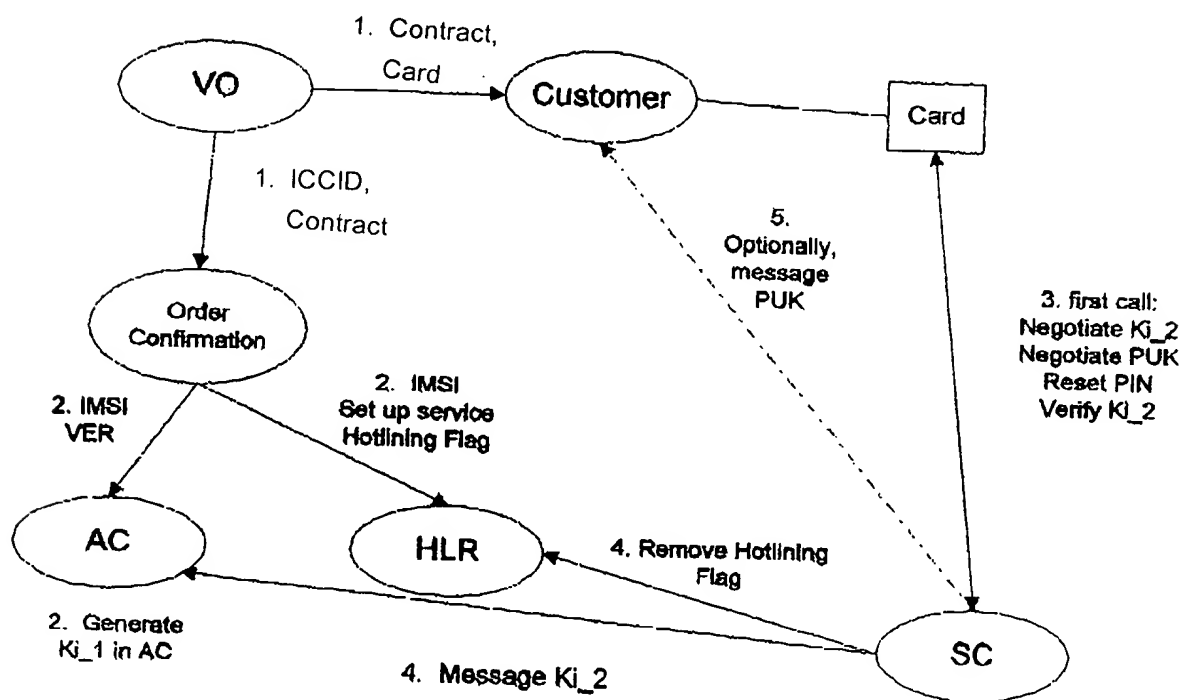 1. Contract,
Card
VO
Customer
Card
1. ICCID,
Contract
5.
Optionally,
message
PUK
Order
Confirmation
3. first call:
Negotiate Ki_2
Negotiate PUK
Reset PIN
Verify Ki_2
2. IMSI
VER
2. IMSI
Set up service
Hotlining Flag
AC
HLR
4. Remove Hotlining
Flag
2. Generate
Ki_1 in AC
4. Message Ki_2
SC